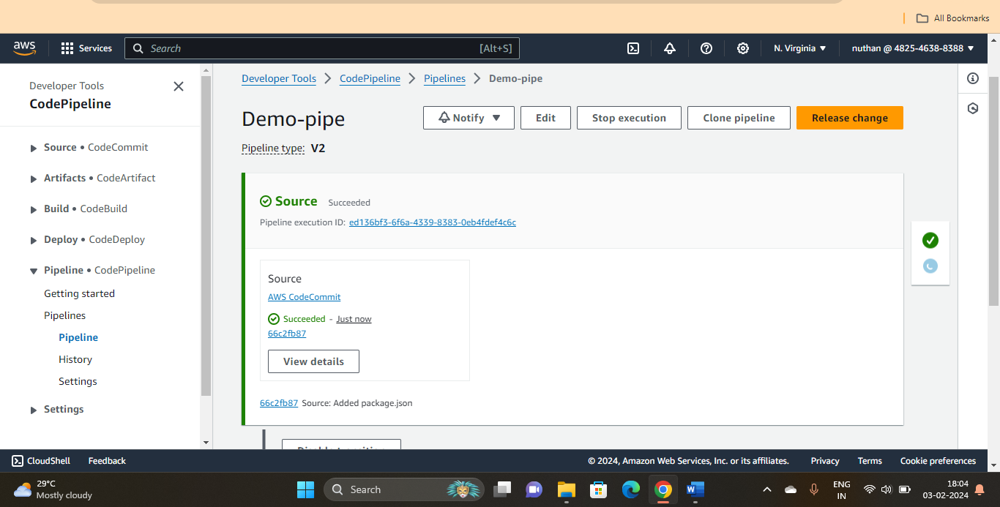 All Bookmarks
aws
Services
Search
[Alt+S]
N. Virginia
nuthan @ 4825-4638-8388
Developer Tools
CodePipeline
Source • CodeCommit
Artifacts • CodeArtifact
Build • CodeBuild
Deploy • CodeDeploy
Pipeline • CodePipeline
Getting started
Pipelines
Pipeline
History
Settings
Settings
Developer Tools
CodePipeline
Pipelines
Demo-pipe
Demo-pipe
Notify
Edit
Stop execution
Clone pipeline
Release change
Pipeline type: V2
Source Succeeded
Pipeline execution ID: ed136bf3-6f6a-4339-8383-0eb4fdef4c6c
Source
AWS CodeCommit
Succeeded - Just now
66c2fb87
View details
66c2fb87 Source: Added package.json
Disable transition
CloudShell
Feedback
© 2024, Amazon Web Services, Inc. or its affiliates.
Privacy
Terms
Cookie preferences
29°C
Mostly cloudy
Search
ENG
IN
18:04
03-02-2024